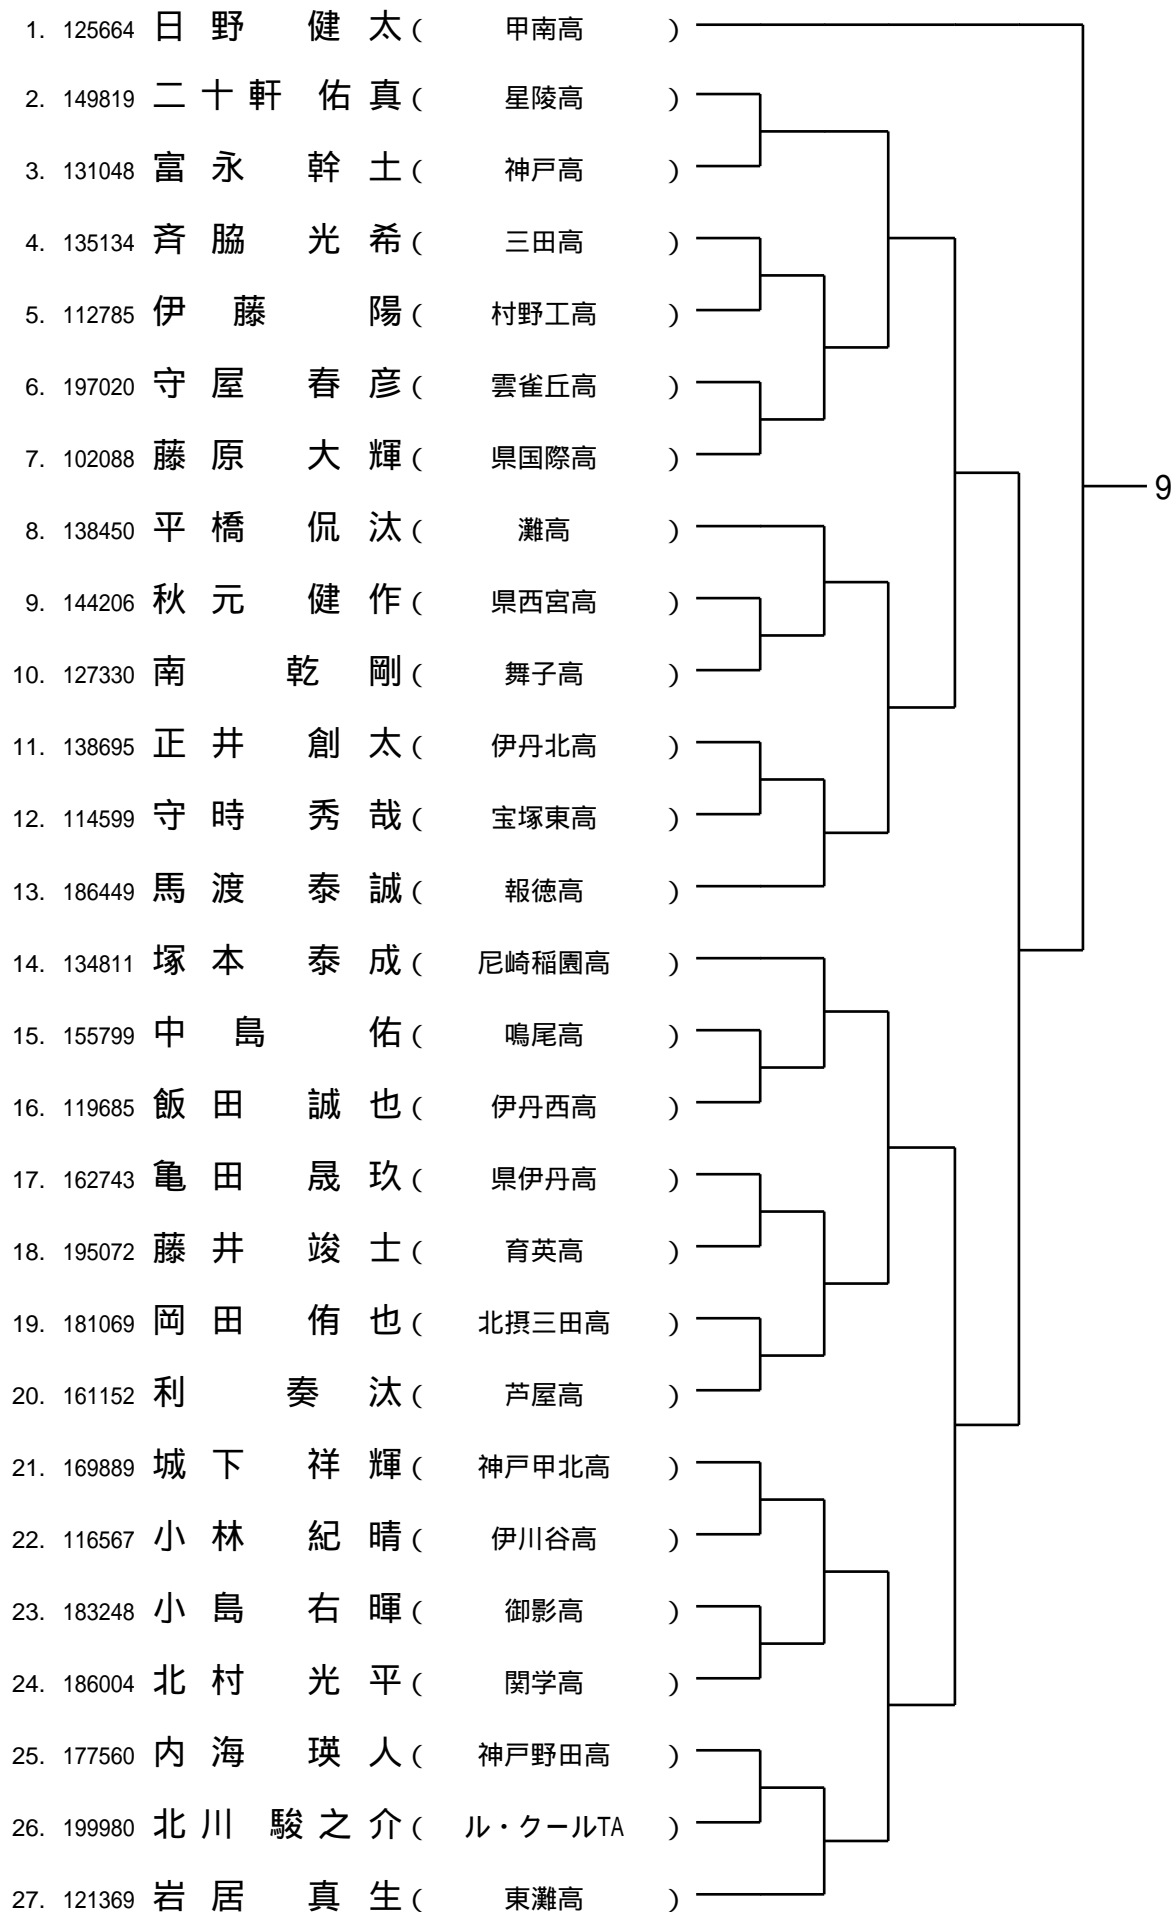 1. 125664 日野 健太 ( 甲南高 )
2. 149819 二十軒 佑真 ( 星陵高 )
3. 131048 富永 幹土 ( 神戸高 )
4. 135134 斉脇 光希 ( 三田高 )
5. 112785 伊藤 陽 ( 村野工高 )
6. 197020 守屋 春彦 ( 雲雀丘高 )
7. 102088 藤原 大輝 ( 県国際高 )
9
8. 138450 平橋 侃汰 ( 灘高 )
9. 144206 秋元 健作 ( 県西宮高 )
10. 127330 南 乾剛 ( 舞子高 )
11. 138695 正井 創太 ( 伊丹北高 )
12. 114599 守時 秀哉 ( 宝塚東高 )
13. 186449 馬渡 泰誠 ( 報徳高 )
14. 134811 塚本 泰成 ( 尼崎稲園高 )
15. 155799 中島 佑 ( 鳴尾高 )
16. 119685 飯田 誠也 ( 伊丹西高 )
17. 162743 亀田 晟玖 ( 県伊丹高 )
18. 195072 藤井 竣士 ( 育英高 )
19. 181069 岡田 侑也 ( 北摂三田高 )
20. 161152 利 奏汰 ( 芦屋高 )
21. 169889 城下 祥輝 ( 神戸甲北高 )
22. 116567 小林 紀晴 ( 伊川谷高 )
23. 183248 小島 右暉 ( 御影高 )
24. 186004 北村 光平 ( 関学高 )
25. 177560 内海 瑛人 ( 神戸野田高 )
26. 199980 北川 駿之介 ( ル・クールTA )
27. 121369 岩居 真生 ( 東灘高 )